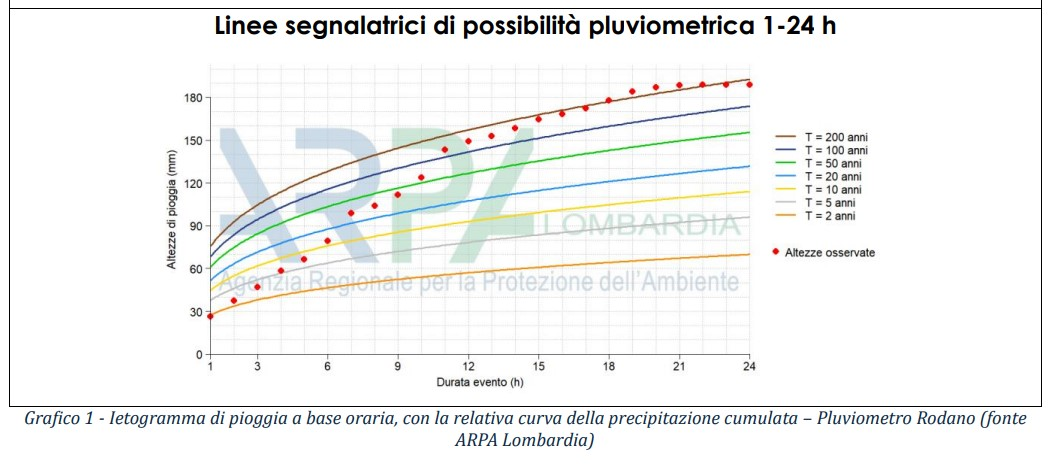 Linee segnalatrici di possibilità pluviometrica 1-24 h
180
150
120
90
60
30
0
Altezze di pioggia (mm)
1
3
6
9
12
15
18
21
24
Durata evento (h)
ARPA
LOMBARDIA
Agenzia Regionale per la Protezione dell'Ambiente
T = 200 anni
T = 100 anni
T = 50 anni
T = 20 anni
T = 10 anni
T = 5 anni
T = 2 anni
Altezze osservate
Grafico 1 - Ietogramma di pioggia a base oraria, con la relativa curva della precipitazione cumulata – Pluviometro Rodano (fonte
ARPA Lombardia)